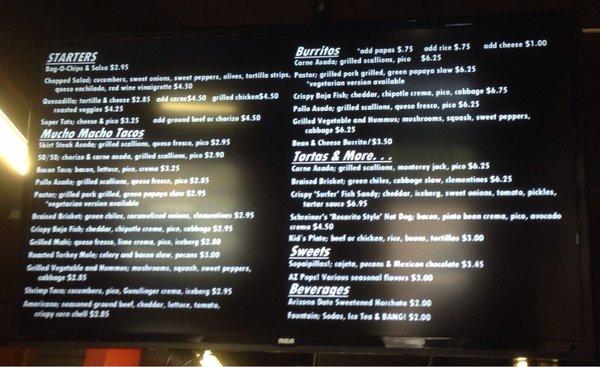 STARTERS
Bag-O-Chips & Salsa $2.95
Chopped Salad; cucumbers, sweet onions, sweet peppers, olives, tortilla strips,
queso enchilado, red wine vinaigrette $4.50
Quesadilla; tortilla & cheese $2.85 add carne$4.50 grilled chicken$4.50
roasted veggies $4.25
Super Tats; cheese & pico $3.25 add ground beef or chorizo $4.50
Mucho Macho Tacos
Skirt Steak Asada; grilled scallions, queso fresco, pico $2.95
50/50; chorizo & carne asada, grilled scallions, pico $2.90
Bacon Taco; bacon, lettuce, pico, crema $3.25
Pollo Asado; grilled scallions, queso fresco, pico $2.85
Pastor; grilled pork, grilled green papaya slaw $2.95
*vegetarian version available
Braised Brisket; green chiles, caramelized onions, clementines $2.95
Crispy Baja Fish; cheddar, chipotle crema, pico, cabbage $2.95
Grilled Mahi; queso fresco, lime crema, pico, iceberg $2.80
Roasted Turkey Mole; celery and bacon slaw, pecans $3.00
Grilled Vegetable and Hummus; mushrooms, squash, sweet peppers,
cabbage $2.85
Shrimp Taco; cucumbers, pico, Gunslinger crema, iceberg $2.95
Americano; seasoned ground beef, cheddar, lettuce, tomato,
crispy corn shell $2.85
Burritos *add papas $.75 add rice $.75 add cheese $1.00
Carne Asada; grilled scallions, pico $6.25
Pastor; grilled pork grilled, green papaya slaw $6.25
*vegetarian version available
Crispy Baja Fish; cheddar, chipotle crema, pico, cabbage $6.75
Pollo Asado; grilled scallions, queso fresco, pico $6.25
Grilled Vegetable and Hummus; mushrooms, squash, sweet peppers,
cabbage $6.25
Bean & Cheese Burrito/ $3.50
Tortas & More...
Carne Asada; grilled scallions, monterey jack, pico $6.25
Braised Brisket; green chiles, cabbage slaw, clementines $6.25
Crispy 'Surfer' Fish Sandy; cheddar, iceberg, sweet onions, tomato, pickles,
tartar sauce $6.95
Schreiner's 'Rosarito Style' Hot Dog; bacon, pinto bean crema, pico, avocado
crema $4.50
Kid's Plate; beef or chicken, rice, beans, tortillas $3.00
Sweets
Sopaipillas!; cajeta, pecans & Mexican chocolate $3.45
AZ Pops! Various seasonal flavors $3.00
Beverages
Arizona Date Sweetened Horchata $2.00
Fountain; Sodas, Ice Tea & BANG! $2.00
RCA